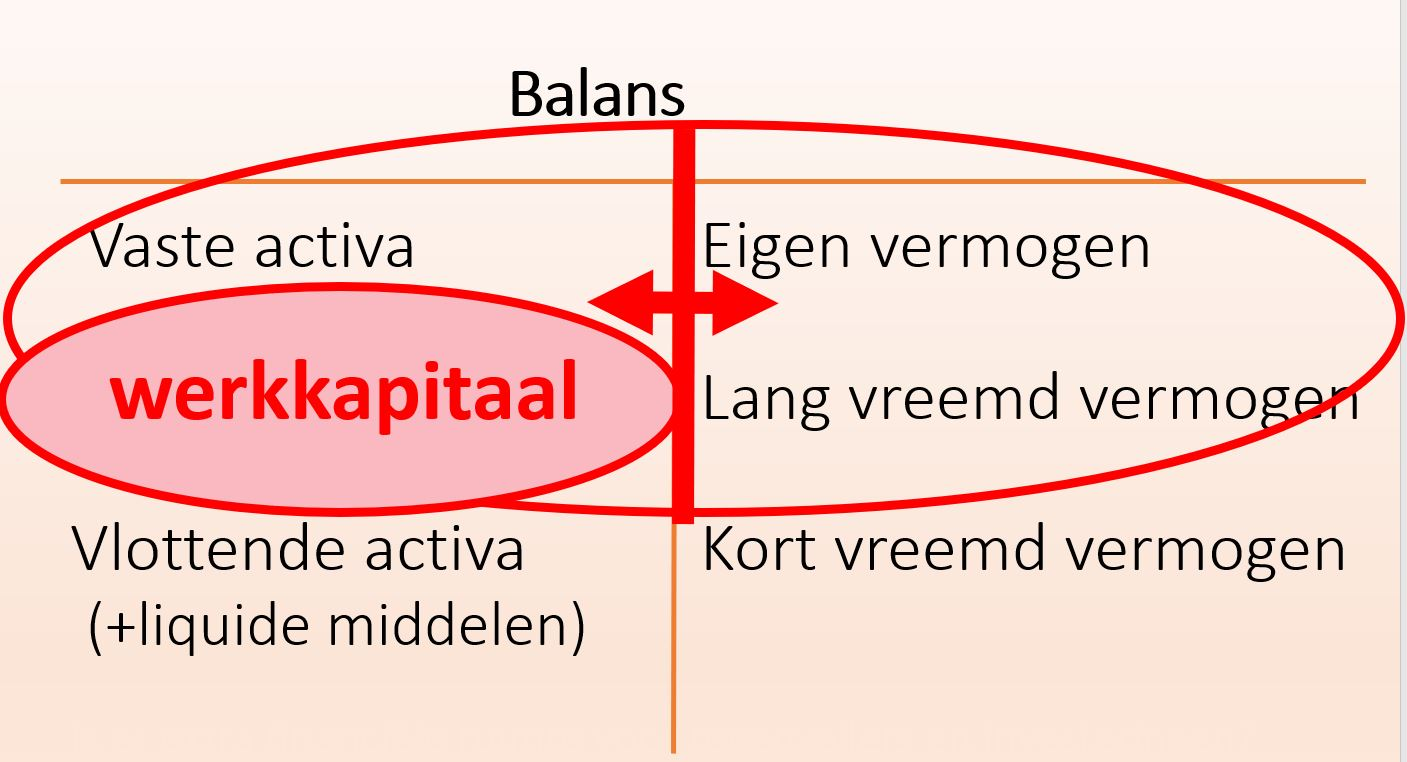 Balans
Vaste activa
Eigen vermogen
werkkapitaal
Lang vreemd vermogen
Vlottende activa
(+liquide middelen)
Kort vreemd vermogen